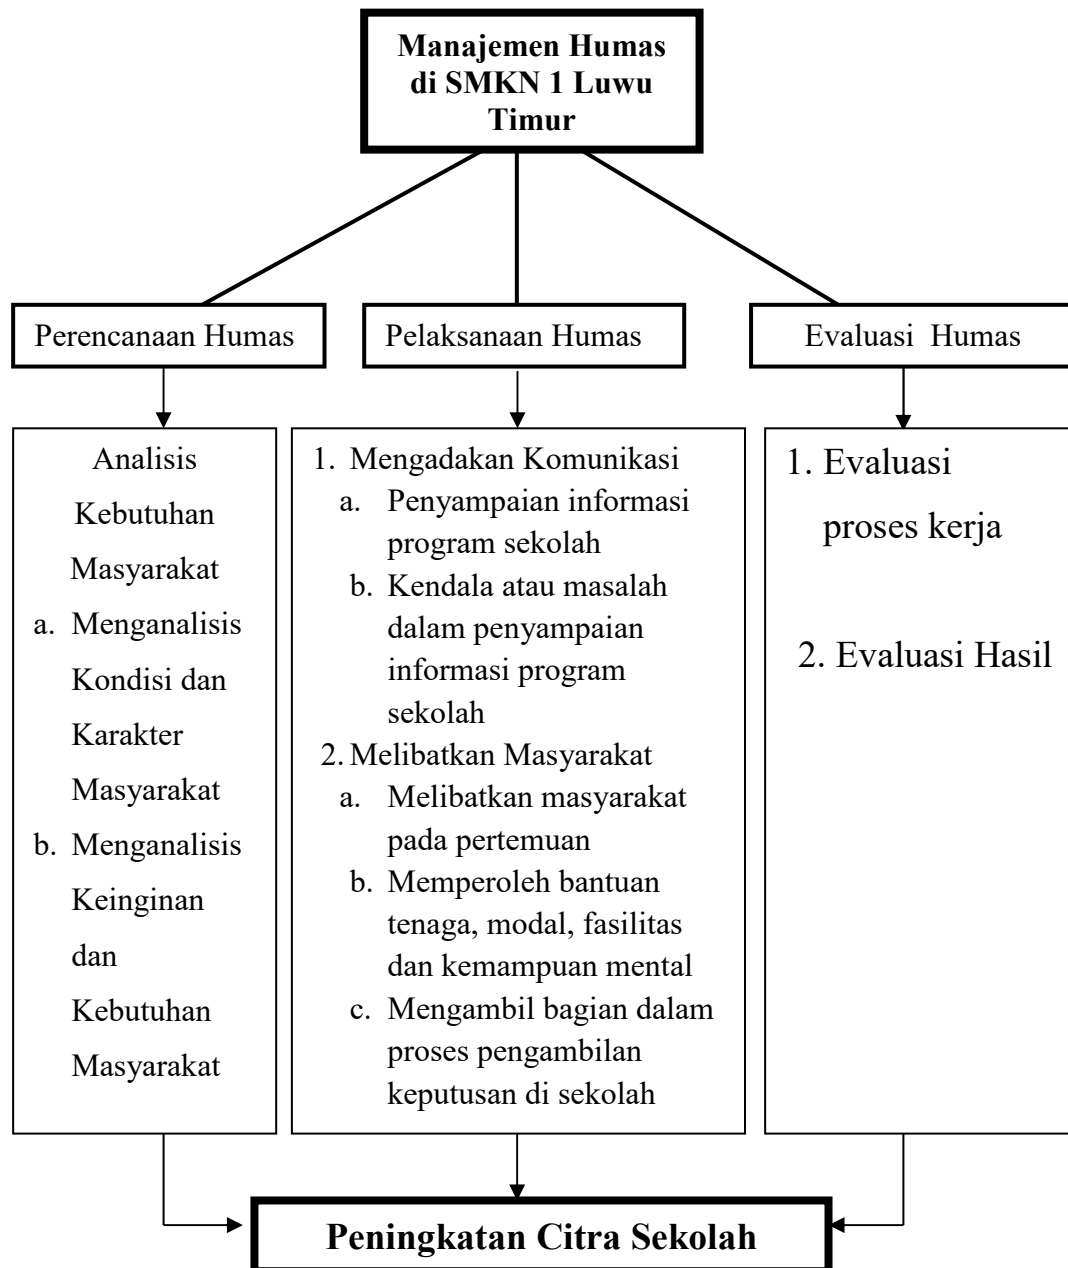 Manajemen Humas
di SMKN 1 Luwu
Timur
Perencanaan Humas
Pelaksanaan Humas
Evaluasi Humas
Analisis
Kebutuhan
Masyarakat
a. Menganalisis
Kondisi dan
Karakter
Masyarakat
b. Menganalisis
Keinginan
dan
Kebutuhan
Masyarakat
1. Mengadakan Komunikasi
a. Penyampaian informasi
program sekolah
b. Kendala atau masalah
dalam penyampaian
informasi program
sekolah
2. Melibatkan Masyarakat
a. Melibatkan masyarakat
pada pertemuan
b. Memperoleh bantuan
tenaga, modal, fasilitas
dan kemampuan mental
c. Mengambil bagian dalam
proses pengambilan
keputusan di sekolah
1. Evaluasi
proses kerja
2. Evaluasi Hasil
Peningkatan Citra Sekolah